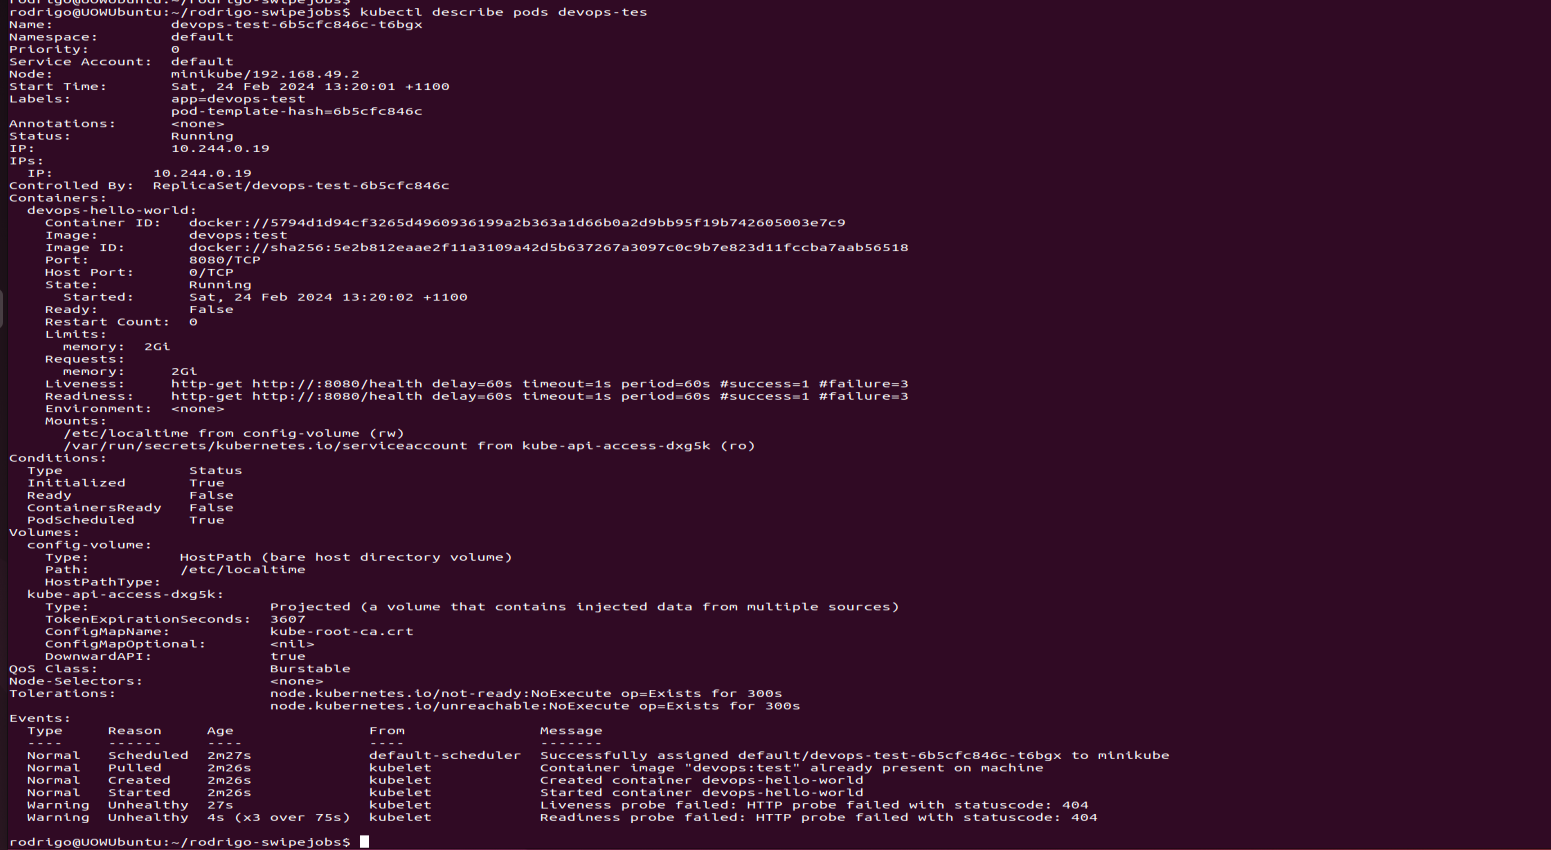 rodrigo@UOWUbuntu:~/rodrigo-swipejobs$
rodrigo@UOWUbuntu:~/rodrigo-swipejobs$ kubectl describe pods devops-tes
Name:             devops-test-6b5cfc846c-t6bgx
Namespace:        default
Priority:         0
Service Account:  default
Node:             minikube/192.168.49.2
Start Time:       Sat, 24 Feb 2024 13:20:01 +1100
Labels:           app=devops-test
                  pod-template-hash=6b5cfc846c
Annotations:      <none>
Status:           Running
IP:               10.244.0.19
IPs:
  IP:           10.244.0.19
Controlled By:  ReplicaSet/devops-test-6b5cfc846c
Containers:
  devops-hello-world:
    Container ID:   docker://5794d1d94cf3265d4960936199a2b363a1d66b0a2d9bb95f19b742605003e7c9
    Image:          devops:test
    Image ID:       docker://sha256:5e2b812eaae2f11a3109a42d5b637267a3097c0c9b7e823d11fccba7aab56518
    Port:           8080/TCP
    Host Port:      0/TCP
    State:          Running
      Started:      Sat, 24 Feb 2024 13:20:02 +1100
    Ready:          False
    Restart Count:  0
    Limits:
      memory:  2Gi
    Requests:
      memory:     2Gi
    Liveness:     http-get http://:8080/health delay=60s timeout=1s period=60s #success=1 #failure=3
    Readiness:    http-get http://:8080/health delay=60s timeout=1s period=60s #success=1 #failure=3
    Environment:  <none>
    Mounts:
      /etc/localtime from config-volume (rw)
      /var/run/secrets/kubernetes.io/serviceaccount from kube-api-access-dxg5k (ro)
Conditions:
  Type              Status
  Initialized       True
  Ready             False
  ContainersReady   False
  PodScheduled      True
Volumes:
  config-volume:
    Type:          HostPath (bare host directory volume)
    Path:          /etc/localtime
    HostPathType:
  kube-api-access-dxg5k:
    Type:                    Projected (a volume that contains injected data from multiple sources)
    TokenExpirationSeconds:  3607
    ConfigMapName:           kube-root-ca.crt
    ConfigMapOptional:       <nil>
    DownwardAPI:             true
QoS Class:                   Burstable
Node-Selectors:              <none>
Tolerations:                 node.kubernetes.io/not-ready:NoExecute op=Exists for 300s
                             node.kubernetes.io/unreachable:NoExecute op=Exists for 300s
Events:
  Type     Reason     Age               From               Message
  ----     ------     ----              ----               -------
  Normal   Scheduled  2m27s             default-scheduler  Successfully assigned default/devops-test-6b5cfc846c-t6bgx to minikube
  Normal   Pulled     2m26s             kubelet            Container image "devops:test" already present on machine
  Normal   Created    2m26s             kubelet            Created container devops-hello-world
  Normal   Started    2m26s             kubelet            Started container devops-hello-world
  Warning  Unhealthy  27s               kubelet            Liveness probe failed: HTTP probe failed with statuscode: 404
  Warning  Unhealthy  4s (x3 over 75s)  kubelet            Readiness probe failed: HTTP probe failed with statuscode: 404
rodrigo@UOWUbuntu:~/rodrigo-swipejobs$